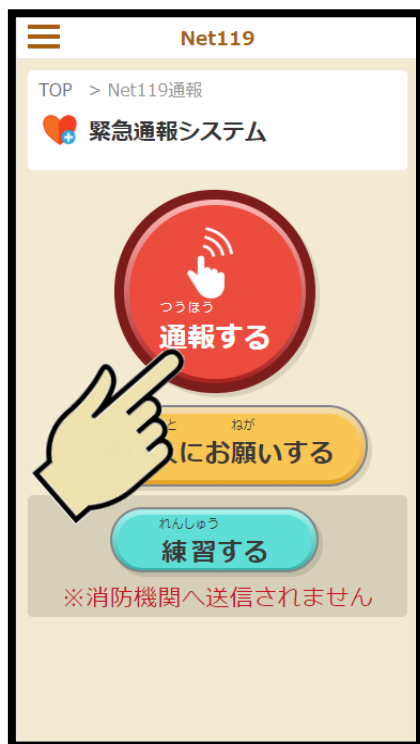 Net119
TOP > Net119通報
緊急通報システム
つうほう
通報する
と ねが
にお願いする
れんしゅう
練習する
※消防機関へ送信されません